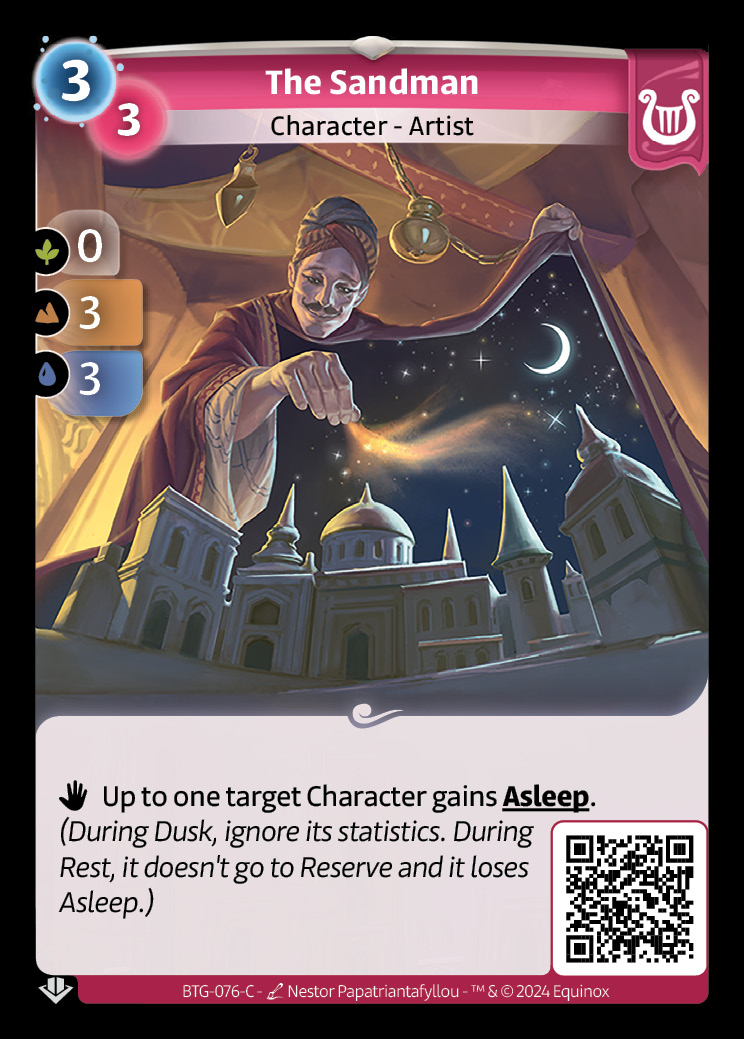 3
The Sandman
3
Character - Artist
0
3
3
Up to one target Character gains Asleep.
(During Dusk, ignore its statistics. During
Rest, it doesn't go to Reserve and it loses
Asleep.)
BTG-076-C - Nestor Papatriantafyllou - ™ & © 2024 Equinox